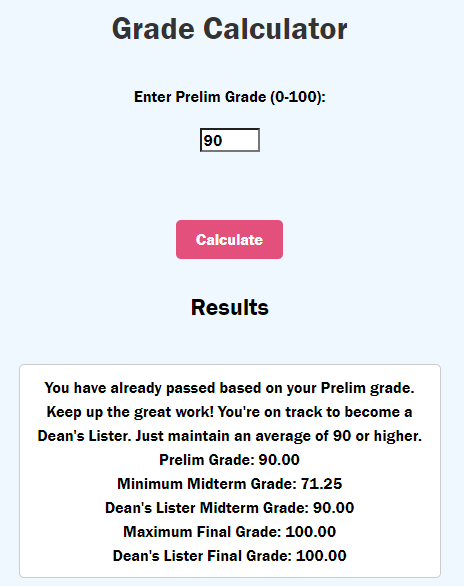 Grade Calculator
Enter Prelim Grade (0-100):
90
Calculate
Results
You have already passed based on your Prelim grade.
Keep up the great work! You're on track to become a
Dean's Lister. Just maintain an average of 90 or higher.
Prelim Grade: 90.00
Minimum Midterm Grade: 71.25
Dean's Lister Midterm Grade: 90.00
Maximum Final Grade: 100.00
Dean's Lister Final Grade: 100.00